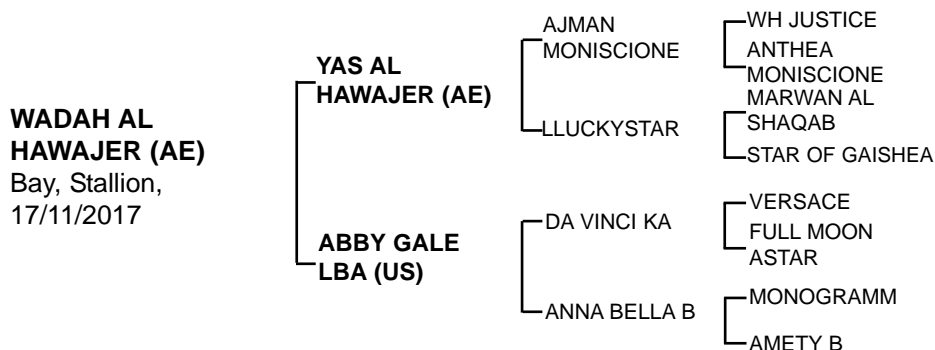 WADAH AL
HAWAJER (AE)
Bay, Stallion,
17/11/2017
YAS AL
HAWAJER (AE)
ABBY GALE
LBA (US)
AJMAN
MONISCIONE
LLUCKYSTAR
DA VINCI KA
ANNA BELLA B
WH JUSTICE
ANTHEA
MONISCIONE
MARWAN AL
SHAQAB
STAR OF GAISHEA
VERSACE
FULL MOON
ASTAR
MONOGRAMM
AMETY B